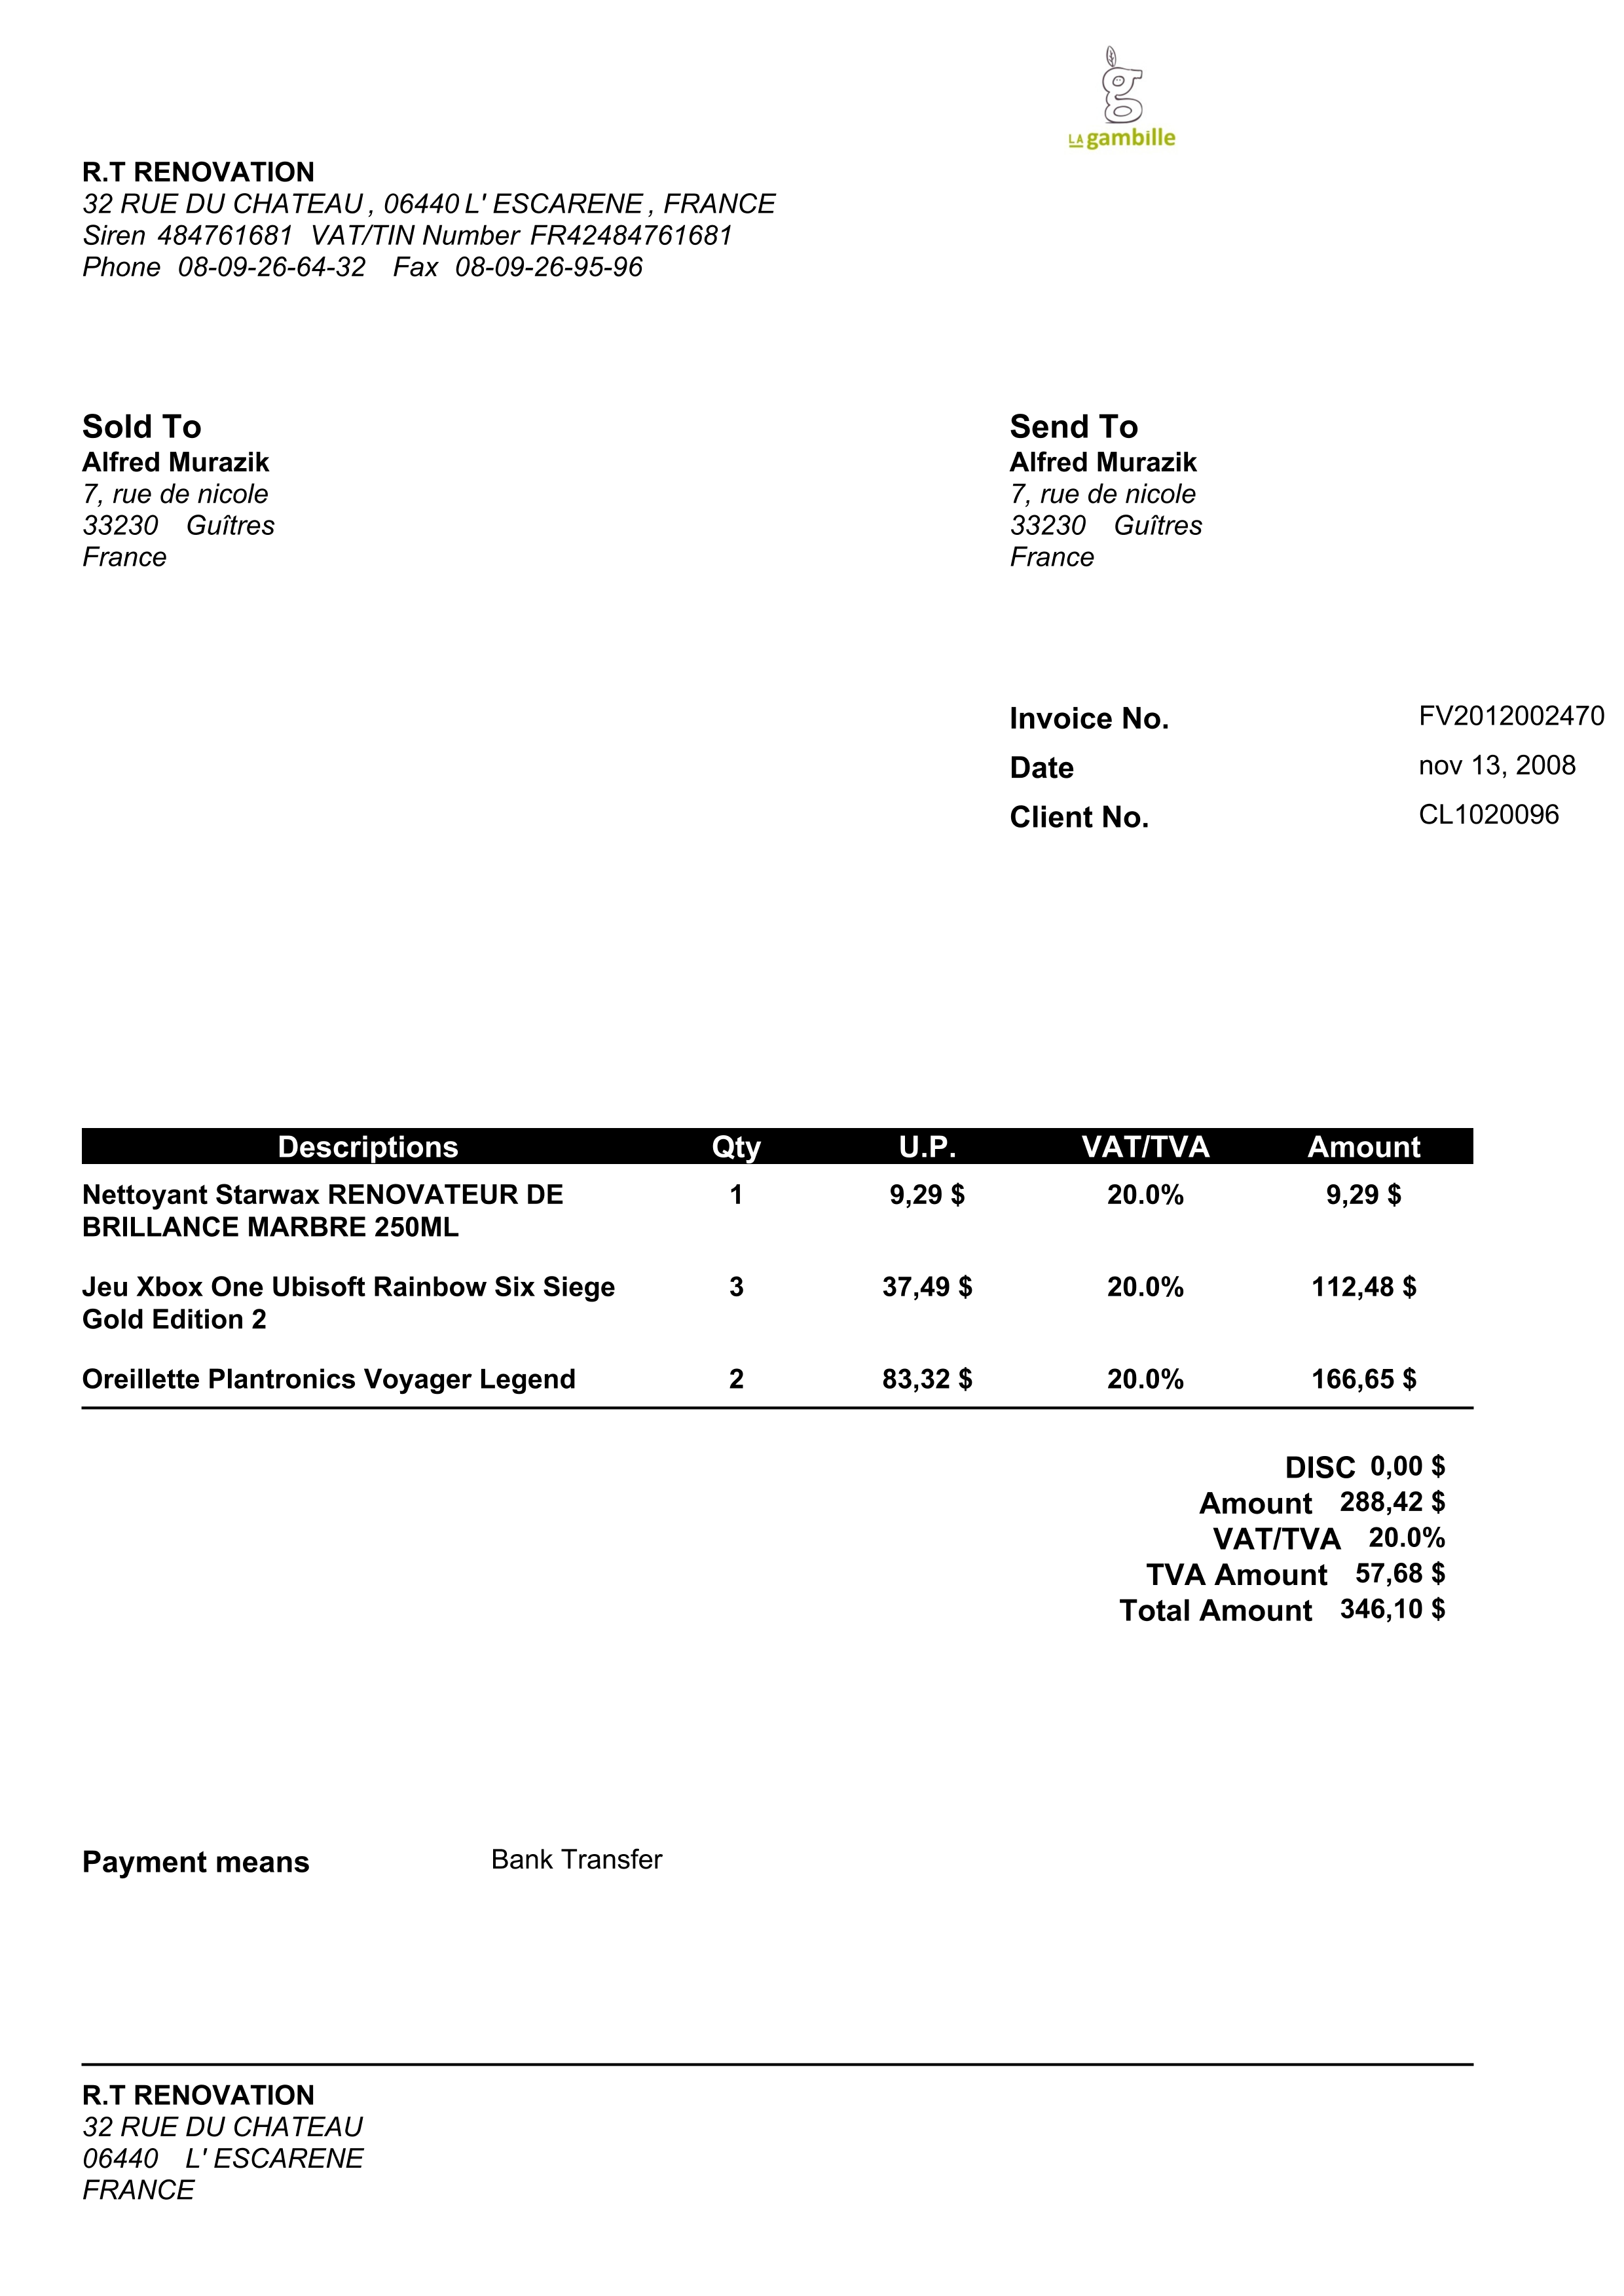 g
LA gambille
R.T RENOVATION
32 RUE DU CHATEAU , 06440 L' ESCARENE , FRANCE
Siren 484761681 VAT/TIN Number FR42484761681
Phone 08-09-26-64-32 Fax 08-09-26-95-96
Sold To
Alfred Murazik
7, rue de nicole
33230 Guîtres
France
Send To
Alfred Murazik
7, rue de nicole
33230 Guîtres
France
Invoice No. FV2012002470
Date nov 13, 2008
Client No. CL1020096
Descriptions Qty U.P. VAT/TVA Amount
Nettoyant Starwax RENOVATEUR DE 1 9,29 $ 20.0% 9,29 $
BRILLANCE MARBRE 250ML
Jeu Xbox One Ubisoft Rainbow Six Siege 3 37,49 $ 20.0% 112,48 $
Gold Edition 2
Oreillette Plantronics Voyager Legend 2 83,32 $ 20.0% 166,65 $
DISC 0,00 $
Amount 288,42 $
VAT/TVA 20.0%
TVA Amount 57,68 $
Total Amount 346,10 $
Payment means Bank Transfer
R.T RENOVATION
32 RUE DU CHATEAU
06440 L' ESCARENE
FRANCE